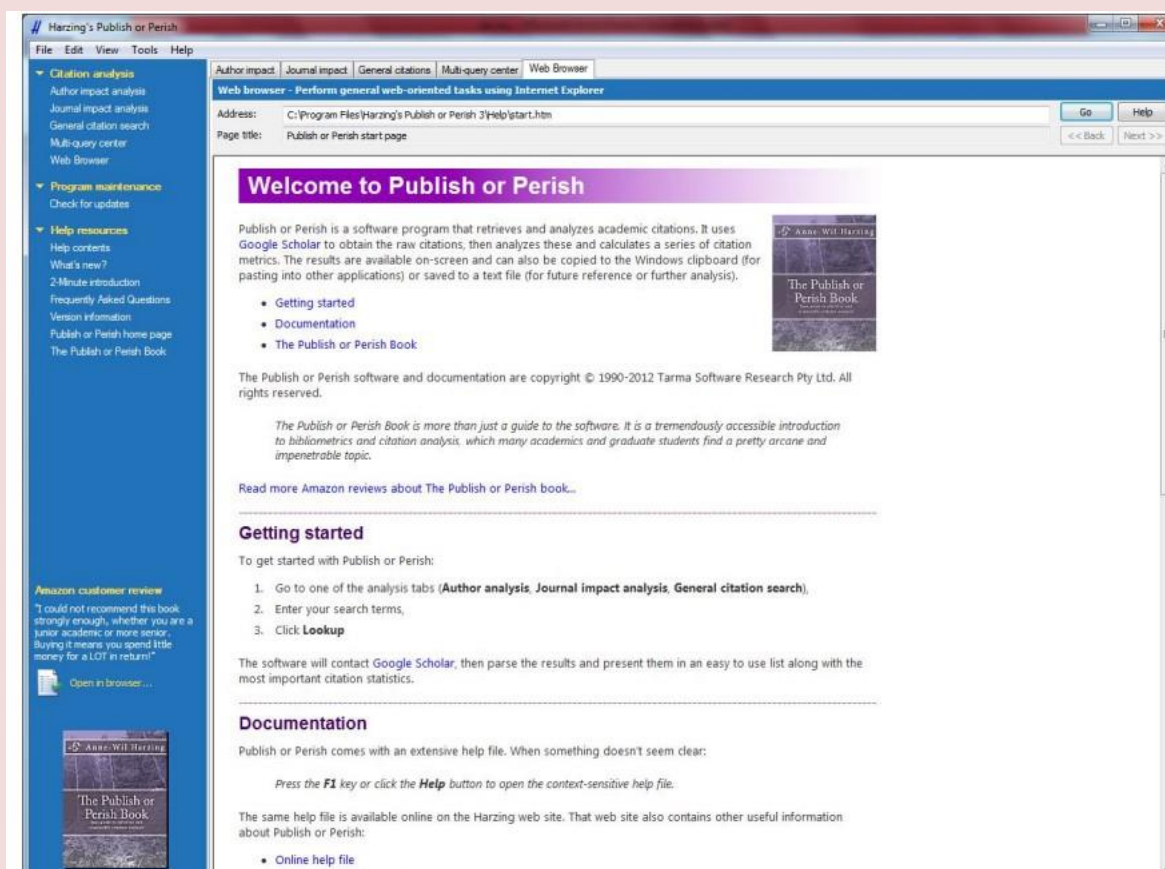 Harzing's Publish or Perish
File Edit View Tools Help
Citation analysis
Author impact analysis
Journal impact analysis
General citation search
Multi-query center
Web Browser
Program maintenance
Check for updates
Help resources
Help contents
What's new?
2-Minute introduction
Frequently Asked Questions
Version information
Publish or Perish home page
The Publish or Perish Book
Amazon customer review
"I could not recommend this book
strongly enough, whether you are a
junior academic or more senior.
Buying it means you spend little
money for a LOT in return!"
Open in browser...
Anne-Wil Harzing
The Publish or
Perish Book
Author impact Journal impact General citations Multi-query center Web Browser
Web browser - Perform general web-oriented tasks using Internet Explorer
Address: C:\Program Files\Harzing's Publish or Perish 3\Help\start.htm Go Help
Page title: Publish or Perish start page << Back Next >>
Welcome to Publish or Perish
Publish or Perish is a software program that retrieves and analyzes academic citations. It uses
Google Scholar to obtain the raw citations, then analyzes these and calculates a series of citation
metrics. The results are available on-screen and can also be copied to the Windows clipboard (for
pasting into other applications) or saved to a text file (for future reference or further analysis).
Anne-Wil Harzing
The Publish or
Perish Book
• Getting started
• Documentation
• The Publish or Perish Book
The Publish or Perish software and documentation are copyright © 1990-2012 Tarma Software Research Pty Ltd. All
rights reserved.
The Publish or Perish Book is more than just a guide to the software. It is a tremendously accessible introduction
to bibliometrics and citation analysis, which many academics and graduate students find a pretty arcane and
impenetrable topic.
Read more Amazon reviews about The Publish or Perish book...
Getting started
To get started with Publish or Perish:
1. Go to one of the analysis tabs (Author analysis, Journal impact analysis, General citation search),
2. Enter your search terms,
3. Click Lookup
The software will contact Google Scholar, then parse the results and present them in an easy to use list along with the
most important citation statistics.
Documentation
Publish or Perish comes with an extensive help file. When something doesn't seem clear:
Press the F1 key or click the Help button to open the context-sensitive help file.
The same help file is available online on the Harzing web site. That web site also contains other useful information
about Publish or Perish:
• Online help file